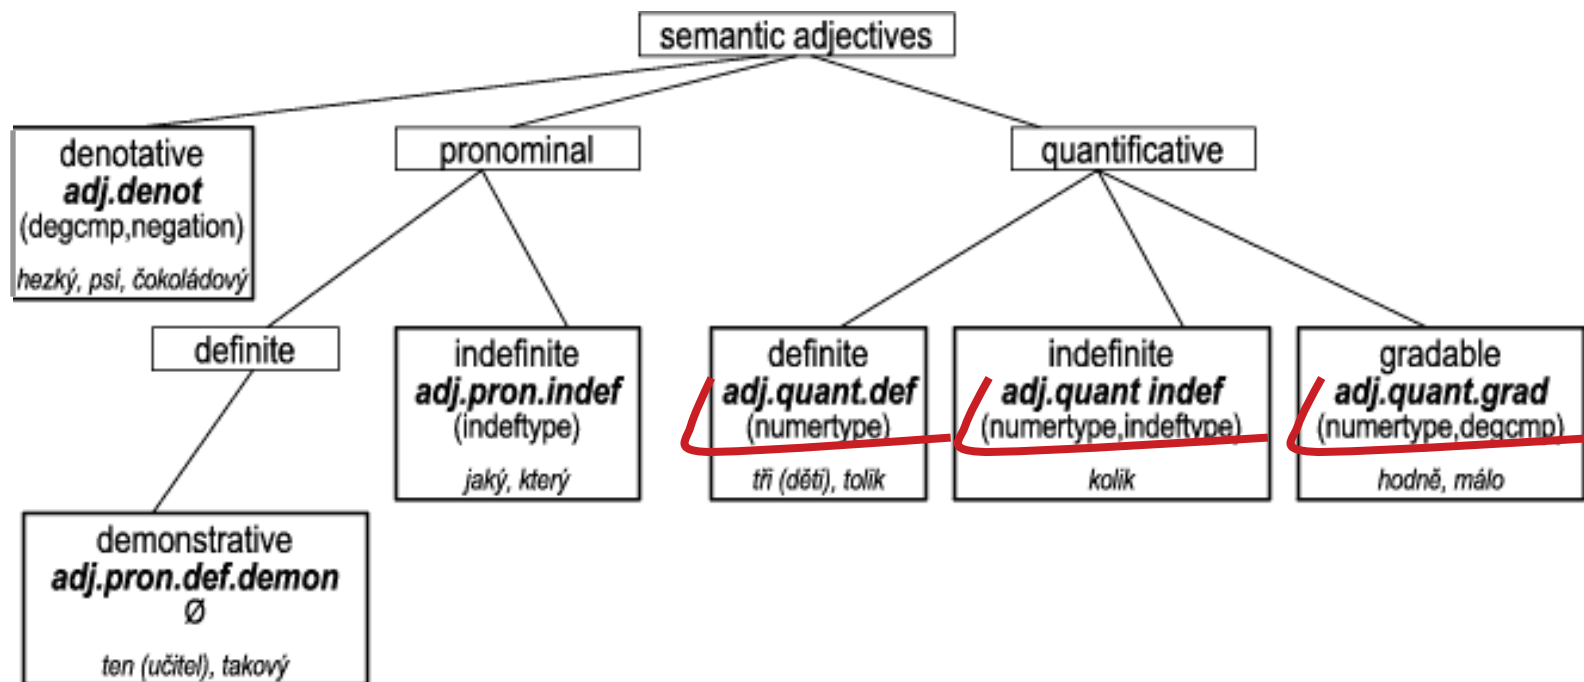 semantic adjectives
denotative
adj.denot
(degcmp,negation)
hezký, psí, čokoládový
pronominal
quantificative
definite
indefinite
adj.pron.indef
(indeftype)
jaký, který
definite
adj.quant.def
(numertype)
tři (děti), tolik
indefinite
adj.quant indef
(numertype,indeftype)
kolik
gradable
adj.quant.grad
(numertype,degcmp)
hodně, málo
demonstrative
adj.pron.def.demon
Ø
ten (učitel), takový